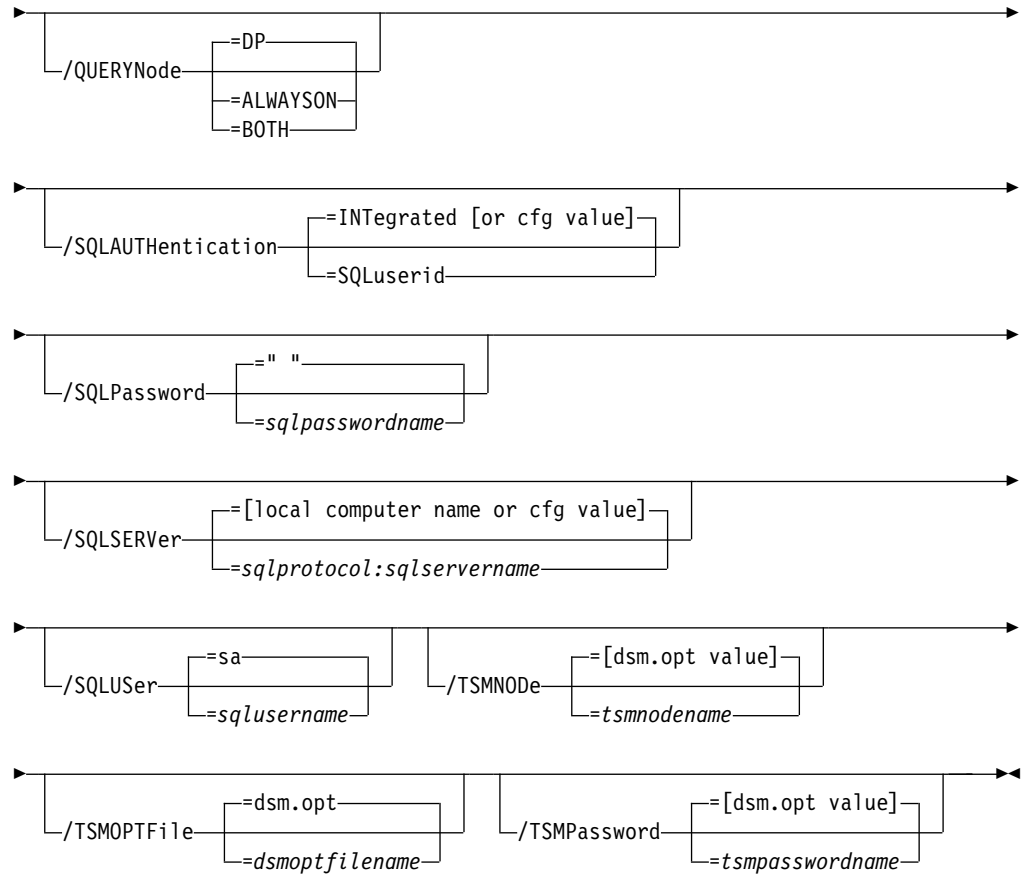 =DP
/QUERYNode
=ALWAYSON
=BOTH
=INTegrated [or cfg value]
/SQLAUTHentication
=SQLuserid
=" "
/SQLPassword
=sqlpasswordname
=[local computer name or cfg value]
/SQLSERVer
=sqlprotocol:sqlservername
=sa =[dsm.opt value]
/SQLUSer /TSMNODe
=sqlusername =tsmnodename
=dsm.opt =[dsm.opt value]
/TSMOPTFile /TSMPassword
=dsmoptfilename =tsmpasswordname